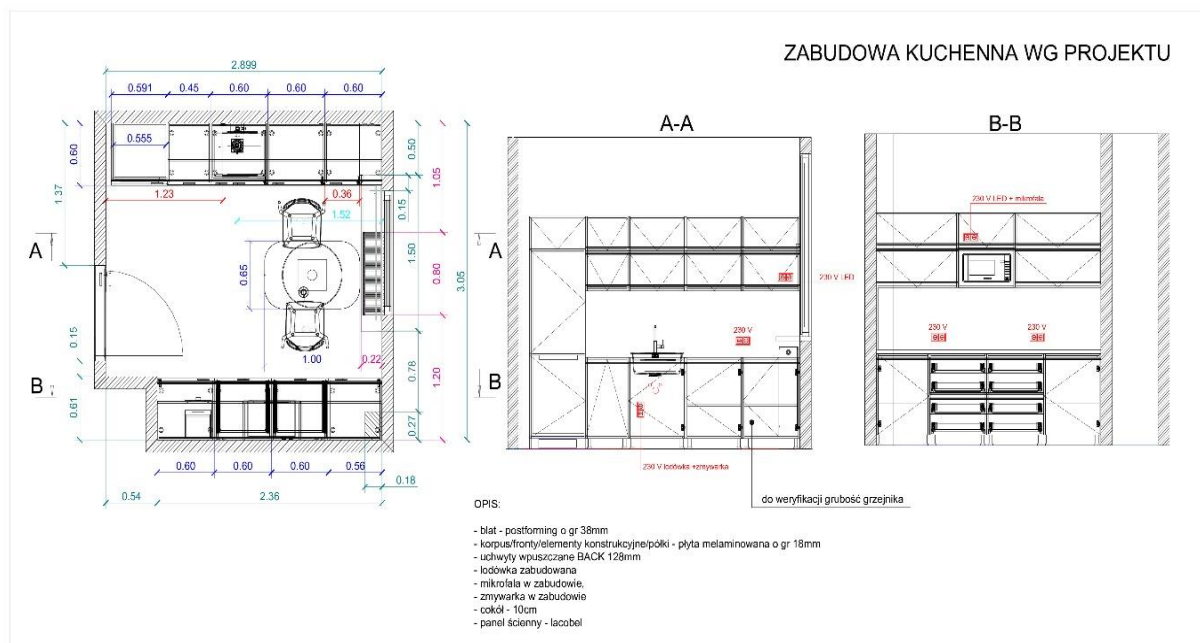 ZABUDOWA KUCHENNA WG PROJEKTU
2.899
0.591 0.45 0.60 0.60 0.60
0.555
0.60
1.37
1.23
0.36
0.50
0.15
1.05
1.52
1.50
0.65
0.80
3.05
A
A
0.15
1.00
0.22
0.78
1.20
B
B
0.61
0.27
0.60 0.60 0.60 0.56
0.18
0.54 2.36
A-A
230 V LED
230 V
230 V lodówka +zmywarka
do weryfikacji grubość grzejnika
A
B
B-B
230 V LED + mikrofala
230 V 230 V
OPIS:
- blat - postforming o gr 38mm
- korpus/fronty/elementy konstrukcyjne/półki - płyta melaminowana o gr 18mm
- uchwyty wpuszczane BACK 128mm
- lodówka zabudowana
- mikrofala w zabudowie,
- zmywarka w zabudowie
- cokół - 10cm
- panel ścienny - lacobel